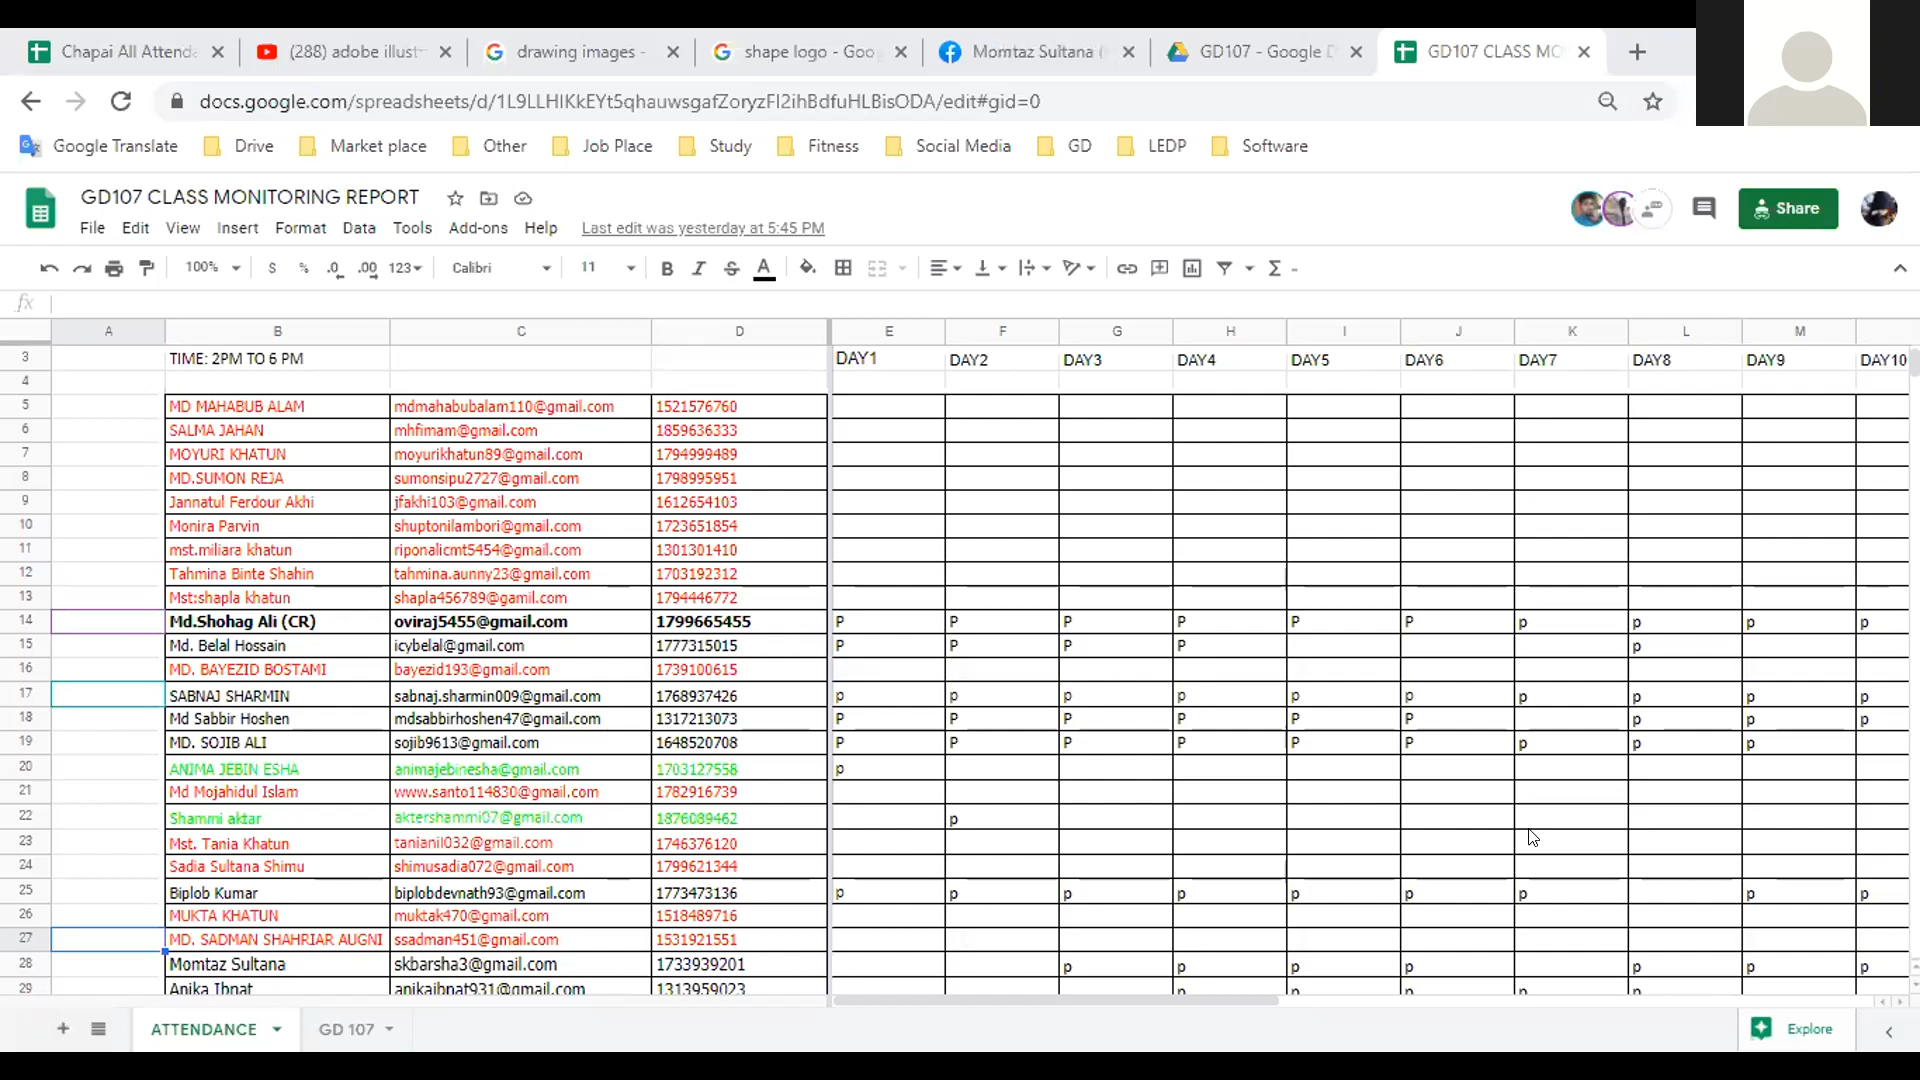 Chapai All Attenda
(288) adobe illust
drawing images -
shape logo - Goo
Momtaz Sultana (
GD107 - Google D
GD107 CLASS MO
docs.google.com/spreadsheets/d/1L9LLHlKkEYt5qhauwsgafZoryzFl2ihBdfuHLBisODA/edit#gid=0
Google Translate Drive Market place Other Job Place Study Fitness Social Media GD LEDP Software
GD107 CLASS MONITORING REPORT
File Edit View Insert Format Data Tools Add-ons Help Last edit was yesterday at 5:45 PM
Share
100% $ % .0 .00 123 Calibri 11 B I S A Σ
fx
A B C D E F G H I J K L M
3 TIME: 2PM TO 6 PM DAY1 DAY2 DAY3 DAY4 DAY5 DAY6 DAY7 DAY8 DAY9 DAY10
4
5 MD MAHABUB ALAM mdmahabubalam110@gmail.com 1521576760
6 SALMA JAHAN mhfimam@gmail.com 1859636333
7 MOYURI KHATUN moyurikhatun89@gmail.com 1794999489
8 MD.SUMON REJA sumonsipu2727@gmail.com 1798995951
9 Jannatul Ferdour Akhi jfakhi103@gmail.com 1612654103
10 Monira Parvin shuptonilambori@gmail.com 1723651854
11 mst.miliara khatun riponalicmt5454@gmail.com 1301301410
12 Tahmina Binte Shahin tahmina.aunny23@gmail.com 1703192312
13 Mst:shapla khatun shapla456789@gamil.com 1794446772
14 Md.Shohag Ali (CR) oviraj5455@gmail.com 1799665455 P P P P P P p p p p
15 Md. Belal Hossain icybelal@gmail.com 1777315015 P P P P p
16 MD. BAYEZID BOSTAMI bayezid193@gmail.com 1739100615
17 SABNAJ SHARMIN sabnaj.sharmin009@gmail.com 1768937426 p p p p p p p p p p
18 Md Sabbir Hoshen mdsabbirhoshen47@gmail.com 1317213073 P P P P P P p p p
19 MD. SOJIB ALI sojib9613@gmail.com 1648520708 P P P P P P p p p
20 ANIMA JEBIN ESHA animajebinesha@gmail.com 1703127558 p
21 Md Mojahidul Islam www.santo114830@gmail.com 1782916739
22 Shammi aktar aktershammi07@gmail.com 1876089462 p
23 Mst. Tania Khatun tanianil032@gmail.com 1746376120
24 Sadia Sultana Shimu shimusadia072@gmail.com 1799621344
25 Biplob Kumar biplobdevnath93@gmail.com 1773473136 p p p p p p p p p
26 MUKTA KHATUN muktak470@gmail.com 1518489716
27 MD. SADMAN SHAHRIAR AUGNI ssadman451@gmail.com 1531921551
28 Momtaz Sultana skbarsha3@gmail.com 1733939201 p p p p p p p
29 Anika Ibnat anikaibnat931@gmail.com 1313959023 p p p p p p p
ATTENDANCE GD 107 Explore